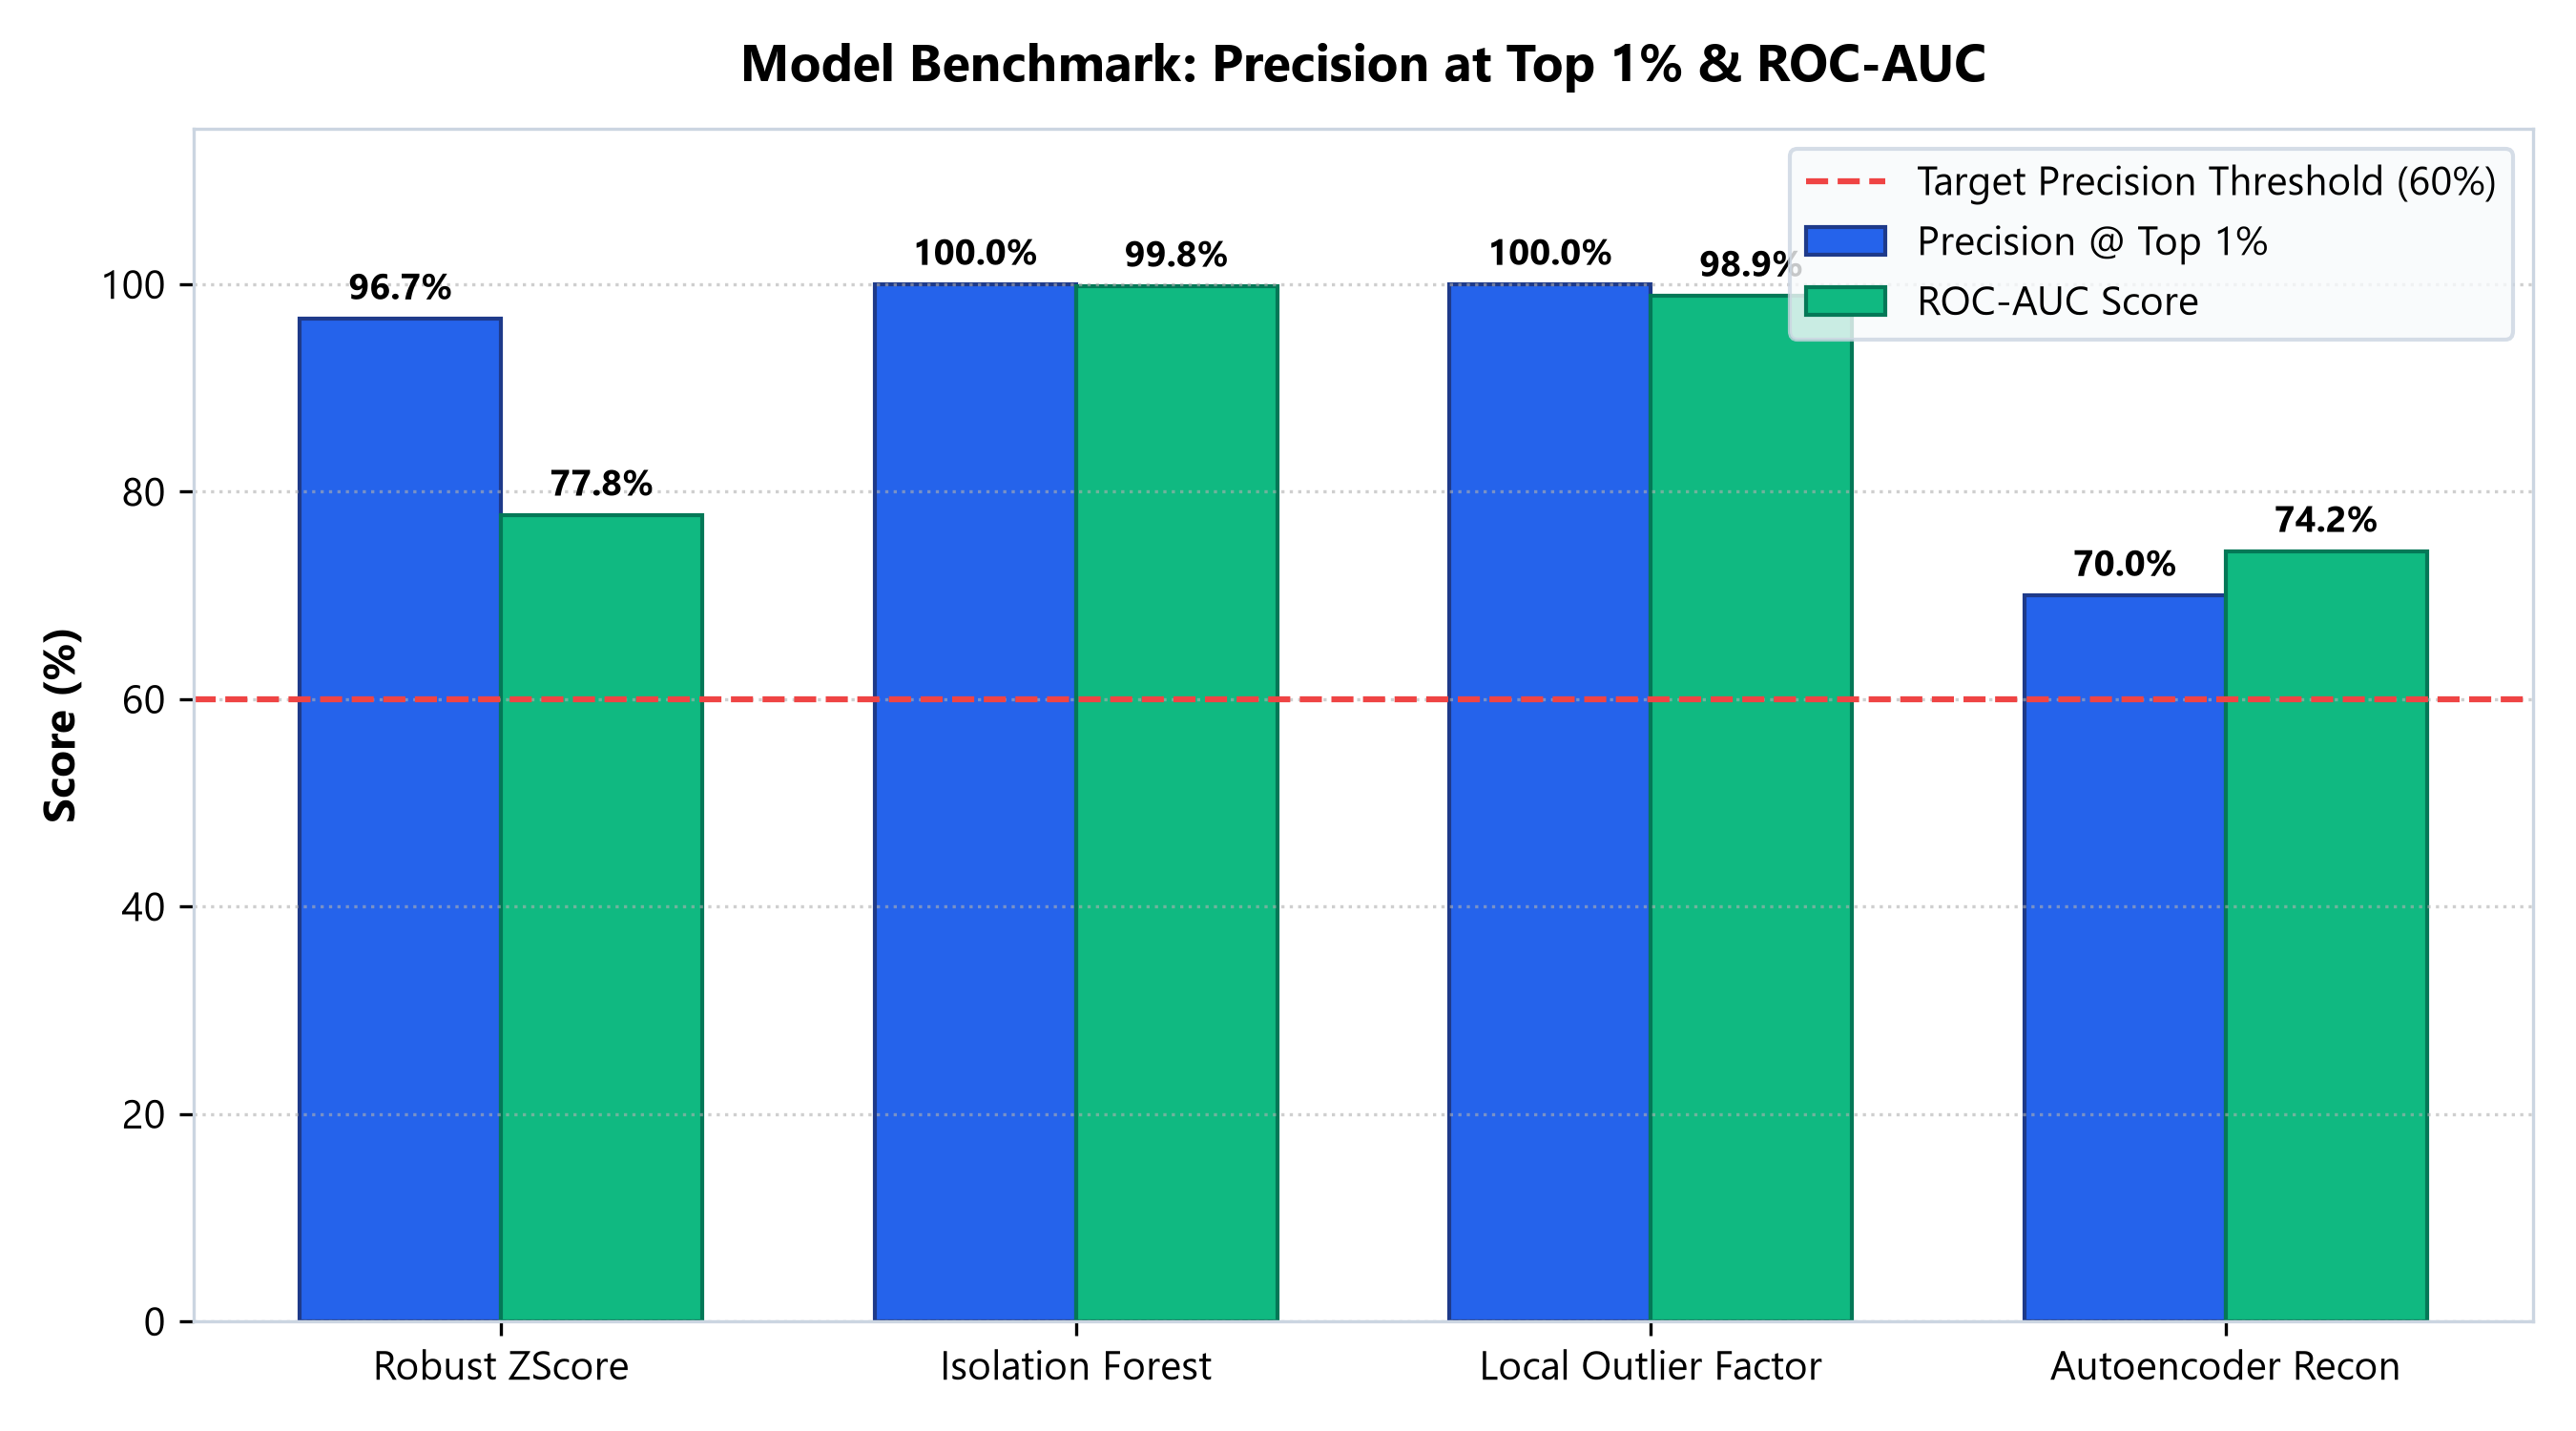 Model Benchmark: Precision at Top 1% & ROC-AUC
Target Precision Threshold (60%)
Precision @ Top 1%
ROC-AUC Score
96.7%
77.8%
100.0%
99.8%
100.0%
98.9%
70.0%
74.2%
Score (%)
100
80
60
40
20
0
Robust ZScore
Isolation Forest
Local Outlier Factor
Autoencoder Recon